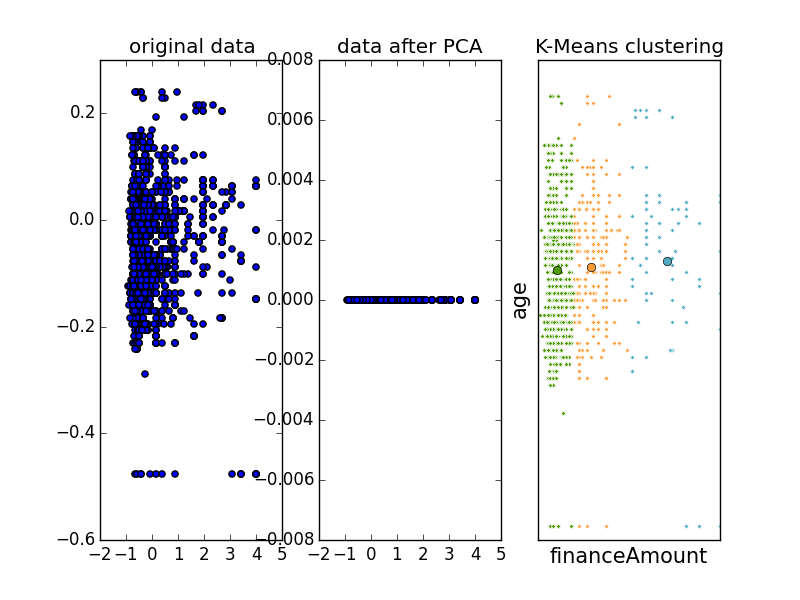 original data
data after PCA
K-Means clustering
0.2
0.0
−0.2
−0.4
−0.6
−2 −1 0 1 2 3 4 5
0.008
0.006
0.004
0.002
0.000
−0.002
−0.004
−0.006
−0.008
−2 −1 0 1 2 3 4 5
age
financeAmount